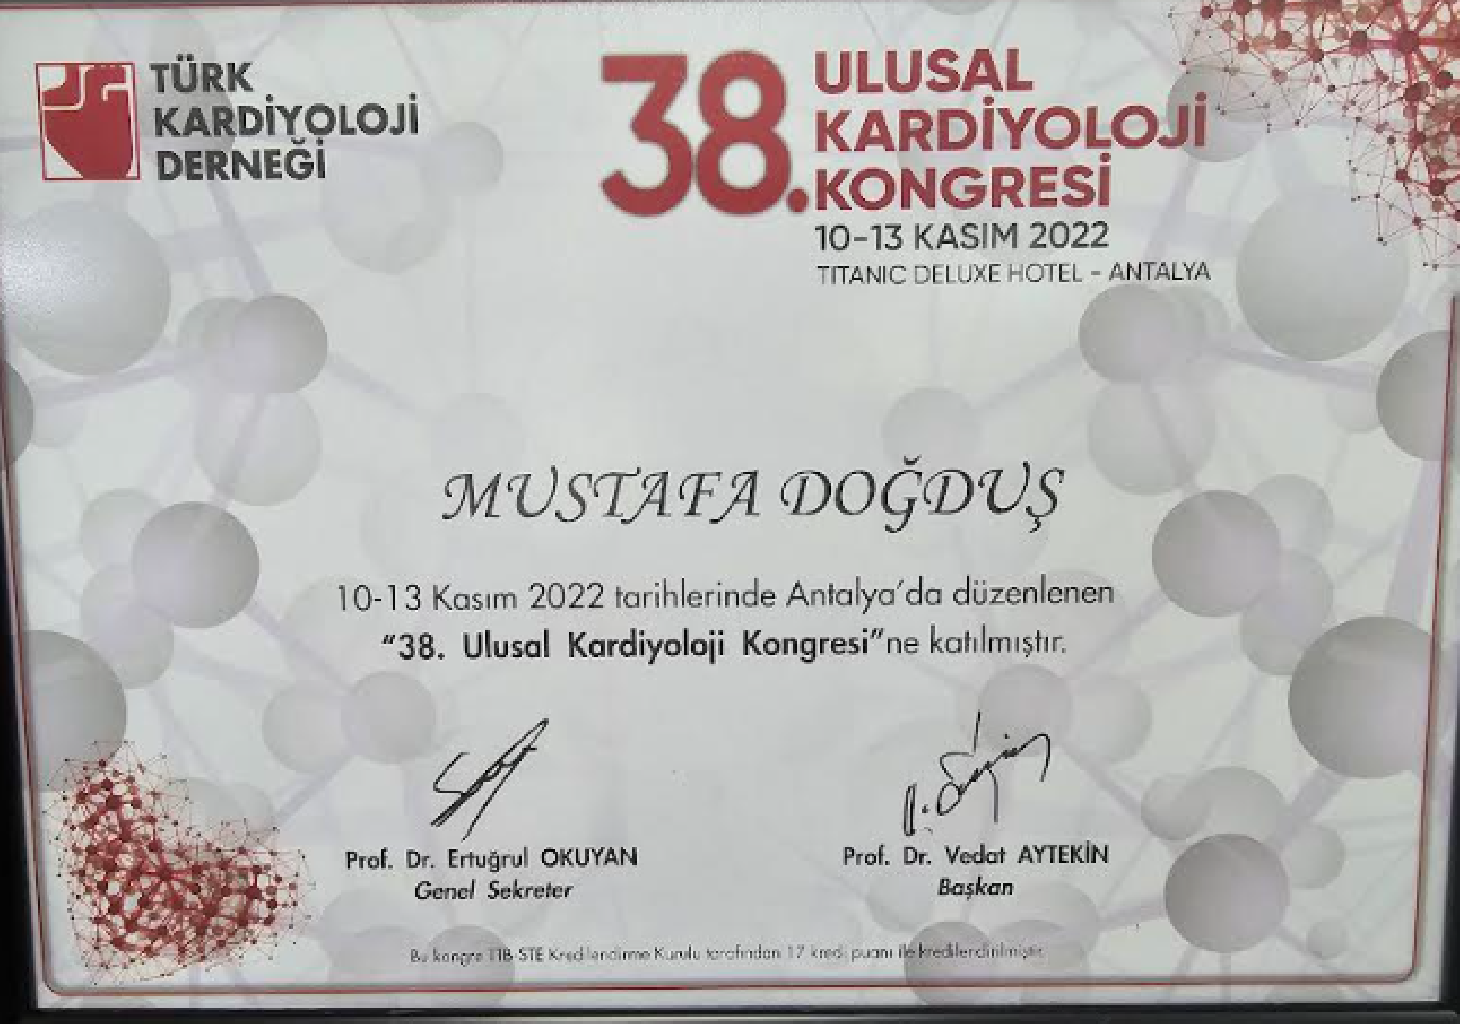 TÜRK
KARDİYOLOJİ
DERNEĞİ
38. ULUSAL
KARDİYOLOJİ
KONGRESİ
10-13 KASIM 2022
TITANIC DELUXE HOTEL - ANTALYA
MUSTAFA DOĞDUŞ
10-13 Kasım 2022 tarihlerinde Antalya'da düzenlenen
"38. Ulusal Kardiyoloji Kongresi"ne katılmıştır.
Prof. Dr. Ertuğrul OKUYAN
Genel Sekreter
Prof. Dr. Vedat AYTEKİN
Başkan
Bu kongre TTB-STE Kredilendirme Kurulu tarafından 17 kredi puanı ile kredilendirilmiştir.